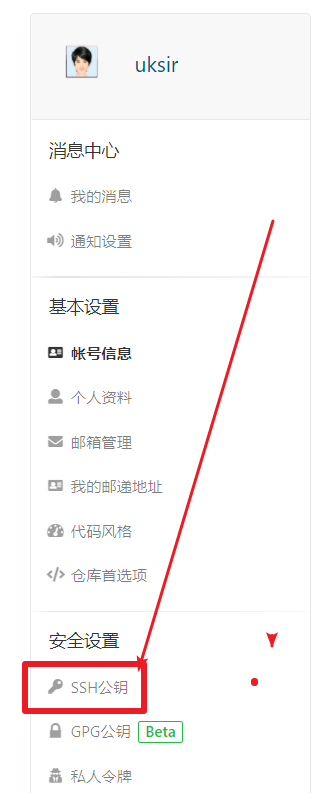 uksir
消息中心
我的消息
通知设置
基本设置
帐号信息
个人资料
邮箱管理
我的邮递地址
代码风格
仓库首选项
安全设置
SSH公钥
GPG公钥 Beta
私人令牌